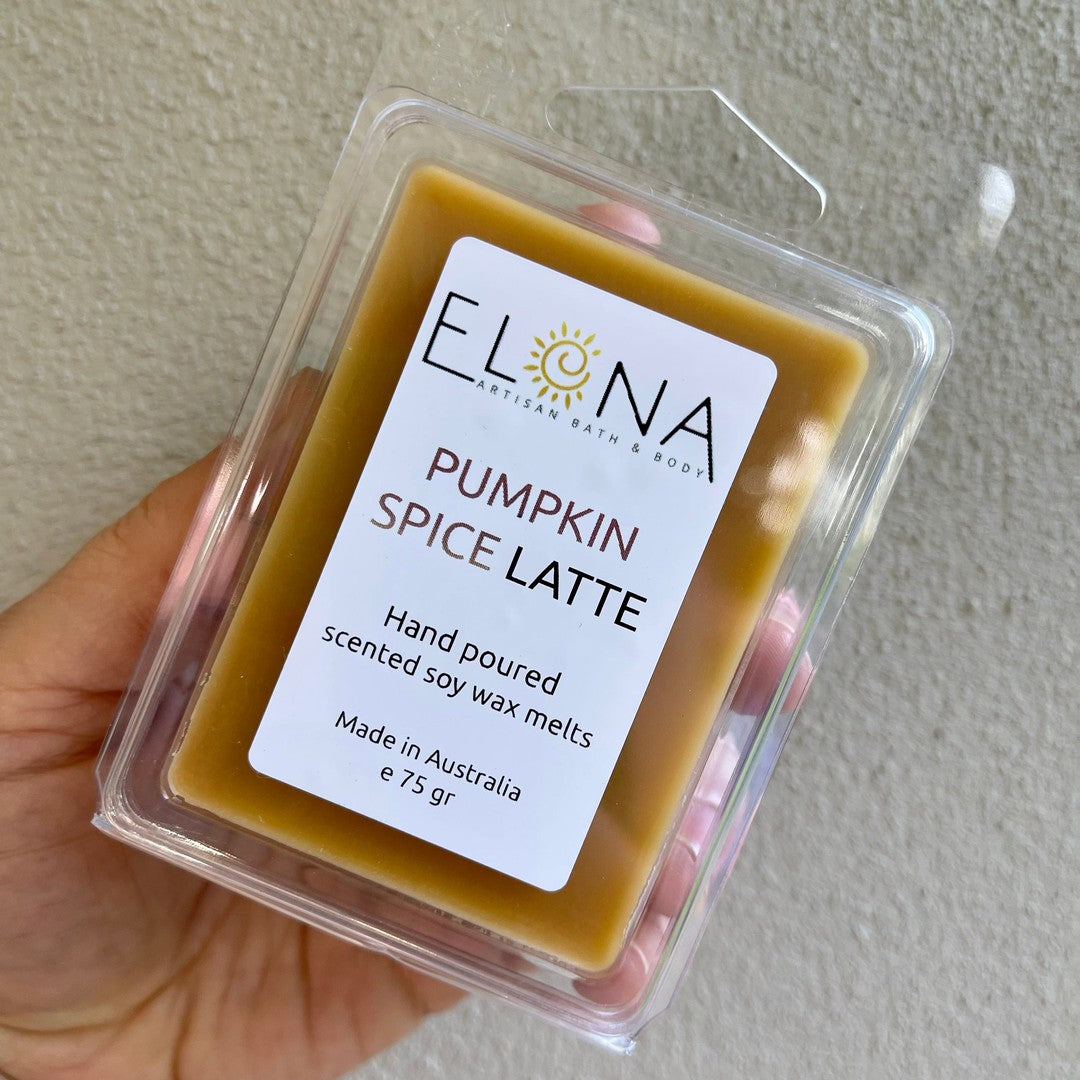 ELONA
ARTISAN BATH & BODY
PUMPKIN
SPICE LATTE
Hand poured
scented soy wax melts
Made in Australia
e 75 gr